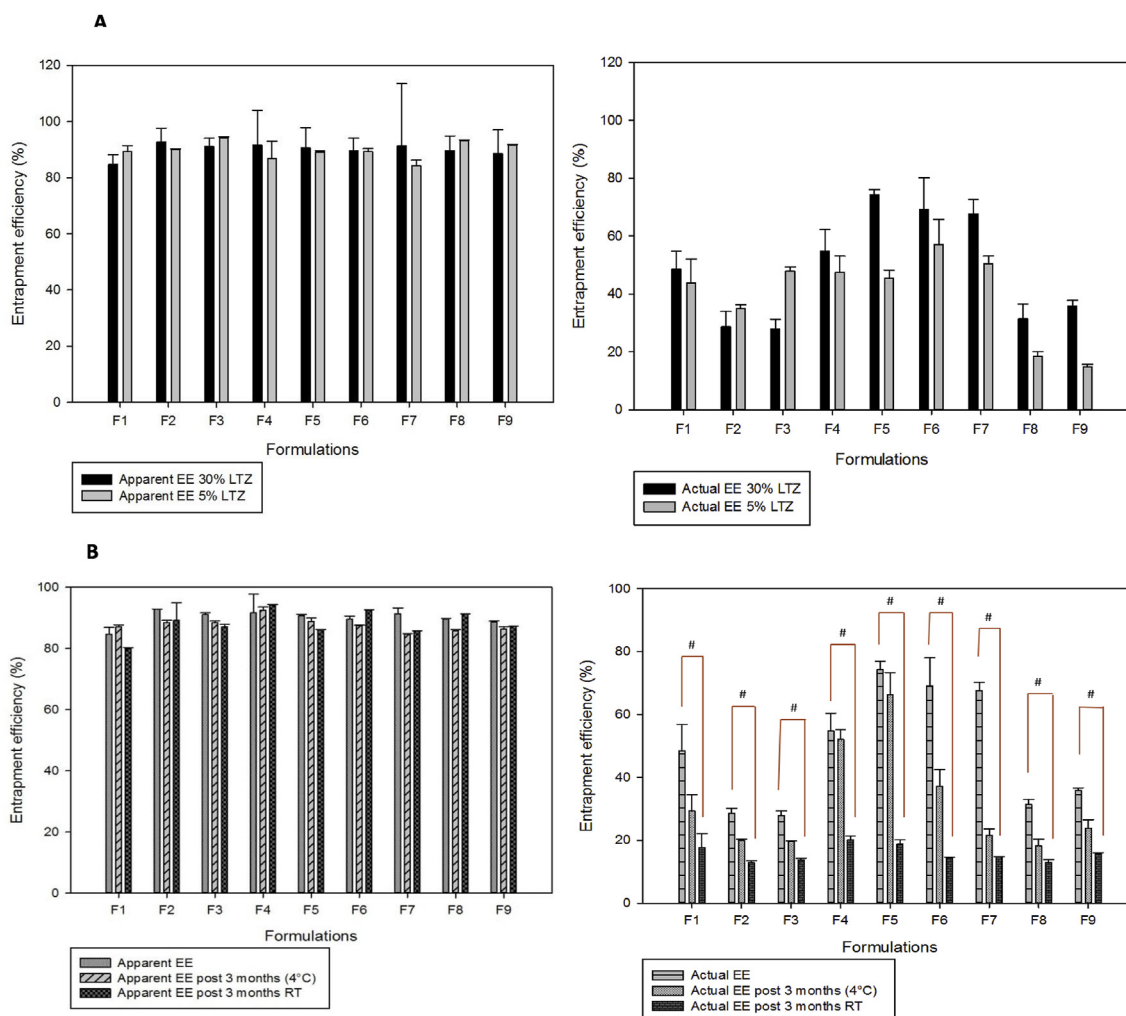 A
Entrapment efficiency (%)
120
100
80
60
40
20
0
F1 F2 F3 F4 F5 F6 F7 F8 F9
Formulations
Apparent EE 30% LTZ
Apparent EE 5% LTZ
Entrapment efficiency (%)
120
100
80
60
40
20
0
F1 F2 F3 F4 F5 F6 F7 F8 F9
Formulations
Actual EE 30% LTZ
Actual EE 5% LTZ
B
Entrapment efficiency (%)
100
80
60
40
20
0
F1 F2 F3 F4 F5 F6 F7 F8 F9
Formulations
Apparent EE
Apparent EE post 3 months (4°C)
Apparent EE post 3 months RT
Entrapment efficiency (%)
100
80
60
40
20
0
# # # # # # # # #
F1 F2 F3 F4 F5 F6 F7 F8 F9
Formulations
Actual EE
Actual EE post 3 months (4°C)
Actual EE post 3 months RT